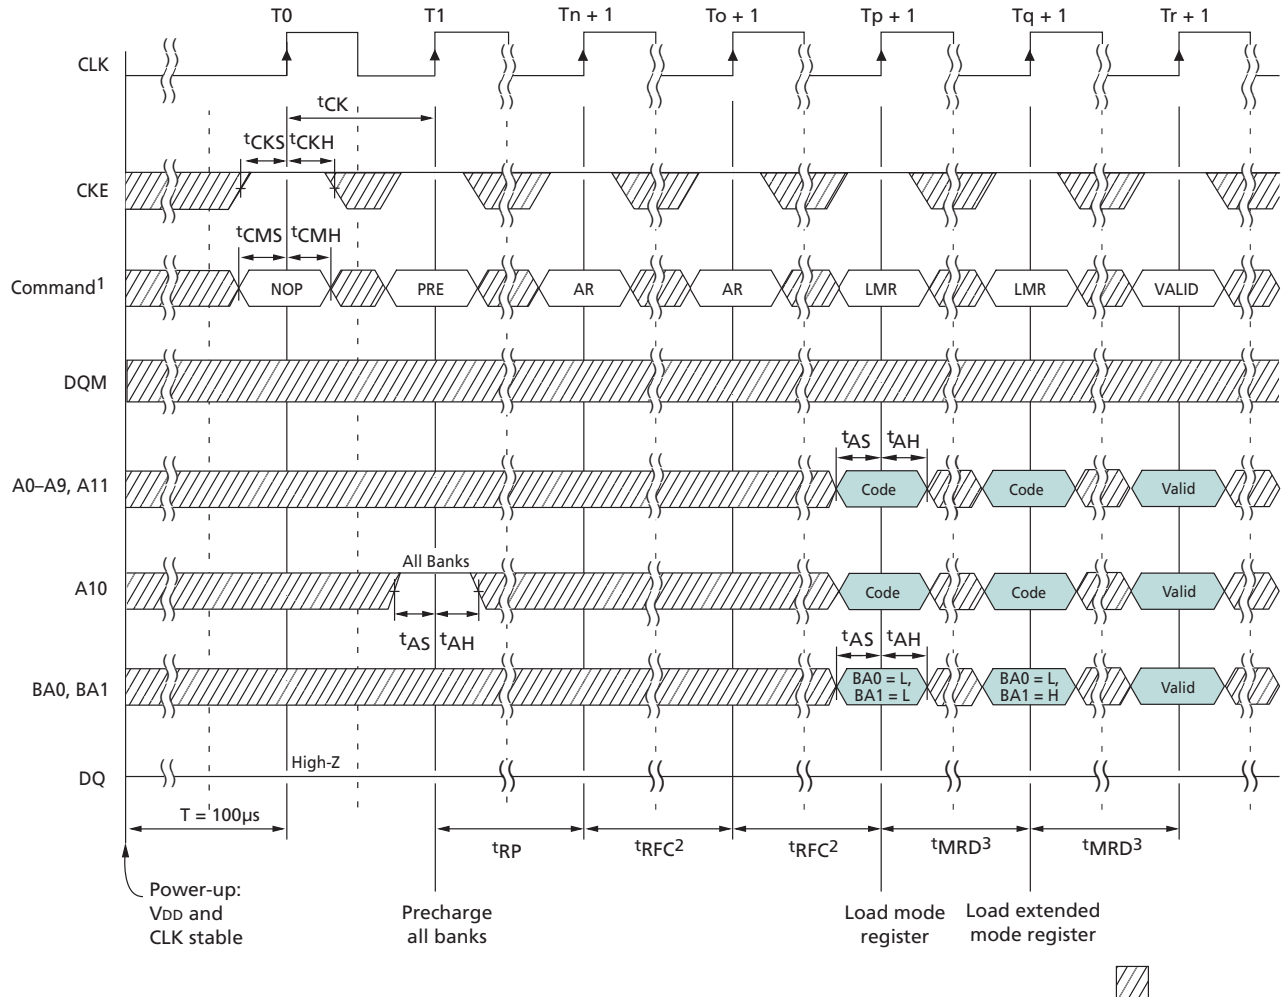 T0 T1 Tn + 1 To + 1 Tp + 1 Tq + 1 Tr + 1
CLK
tCK
tCKS tCKH
CKE
tCMS tCMH
Command1 NOP PRE AR AR LMR LMR VALID
DQM
tAS tAH
A0–A9, A11 Code Code Valid
All Banks
A10 Code Code Valid
tAS tAH tAS tAH
BA0, BA1 BA0 = L, BA1 = L BA0 = L, BA1 = H Valid
High-Z
DQ
T = 100µs
tRP tRFC2 tRFC2 tMRD3 tMRD3
Power-up:
VDD and
CLK stable
Precharge
all banks
Load mode
register
Load extended
mode register